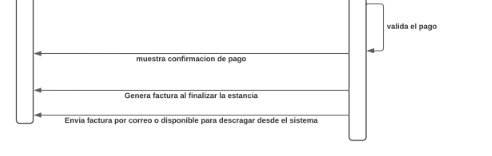 valida el pago
muestra confirmacion de pago
Genera factura al finalizar la estancia
Envia factura por correo o disponible para descragar desde el sistema